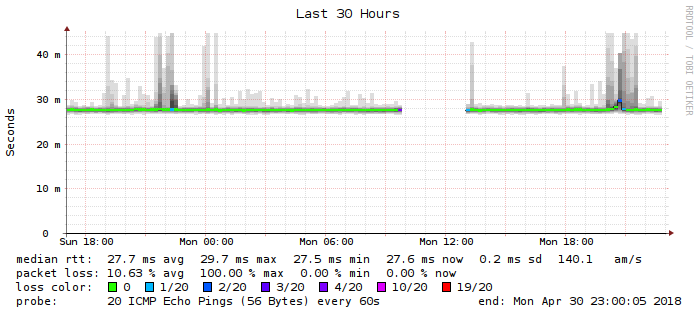 Last 30 Hours
RRDTOOL / TOBI OETIKER
Seconds
40 m
30 m
20 m
10 m
0
Sun 18:00 Mon 00:00 Mon 06:00 Mon 12:00 Mon 18:00
median rtt: 27.7 ms avg 29.7 ms max 27.5 ms min 27.6 ms now 0.2 ms sd 140.1 am/s
packet loss: 10.63 % avg 100.00 % max 0.00 % min 0.00 % now
loss color: 0 1/20 2/20 3/20 4/20 10/20 19/20
probe: 20 ICMP Echo Pings (56 Bytes) every 60s end: Mon Apr 30 23:00:05 2018